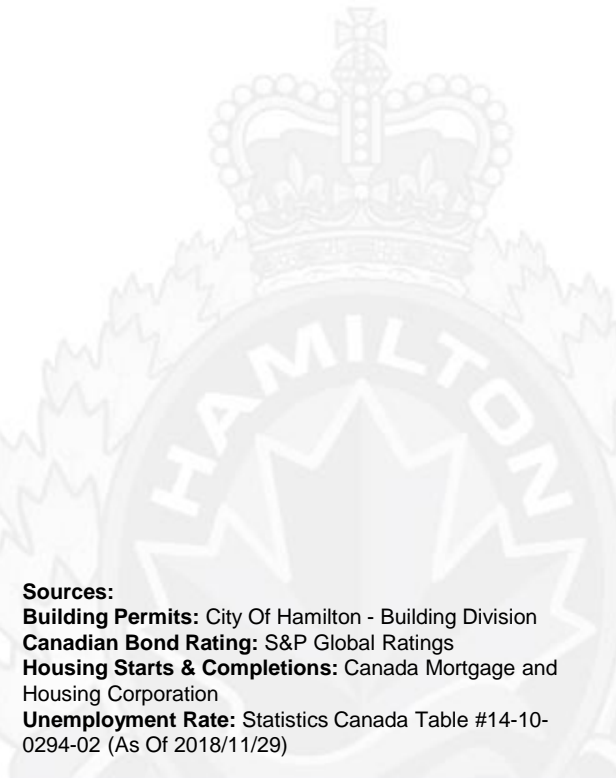 HAMILTON
Sources:
Building Permits: City Of Hamilton - Building Division
Canadian Bond Rating: S&P Global Ratings
Housing Starts & Completions: Canada Mortgage and
Housing Corporation
Unemployment Rate: Statistics Canada Table #14-10-
0294-02 (As Of 2018/11/29)